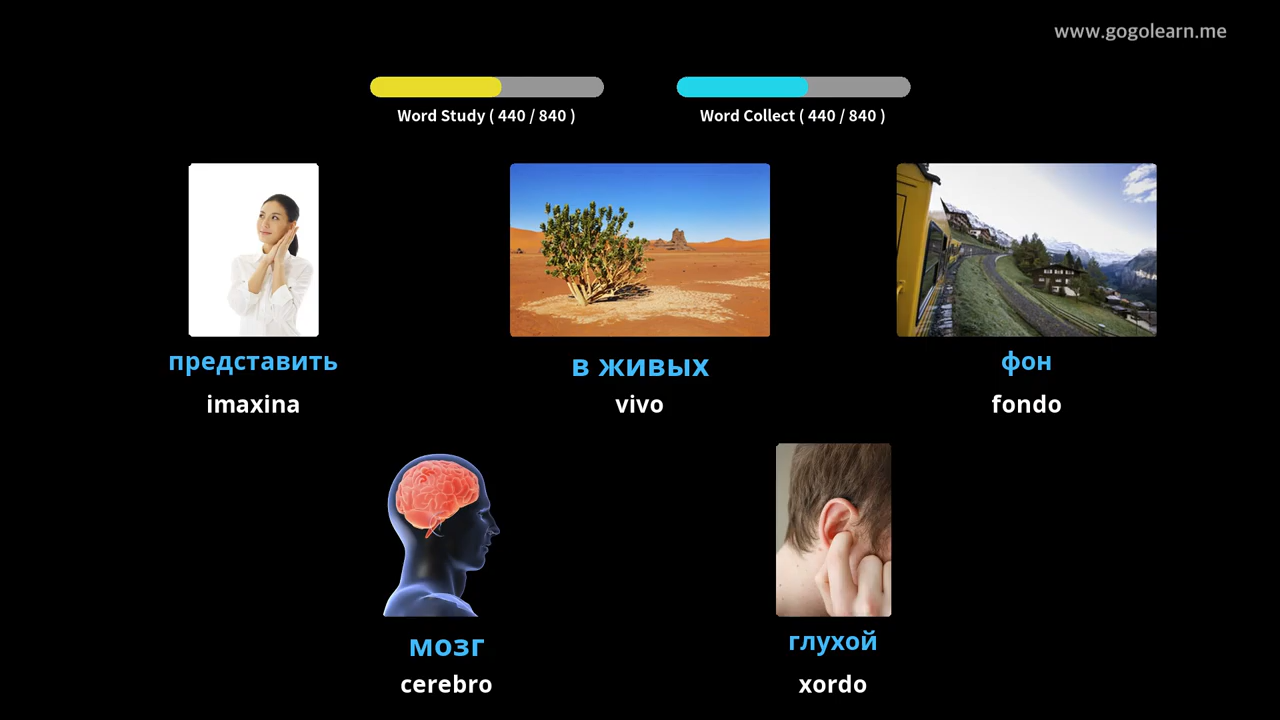 www.gogolearn.me
Word Study ( 440 / 840 )
Word Collect ( 440 / 840 )
представить
imaxina
в живых
vivo
фон
fondo
мозг
cerebro
глухой
xordo